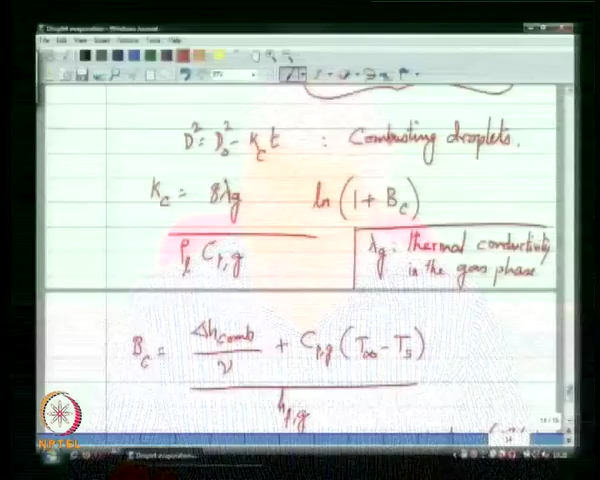 Droplet evaporation - Windows Journal
D² = D₀² - K_c t : Combusting droplets.
K_c = 8λg / (ρ_l C_p,g) ln (1 + B_c)
λg : thermal conductivity
in the gas phase
B_c = (Δh_comb / ν + C_p,g (T_∞ - T_s)) / h_f,g
NPTEL